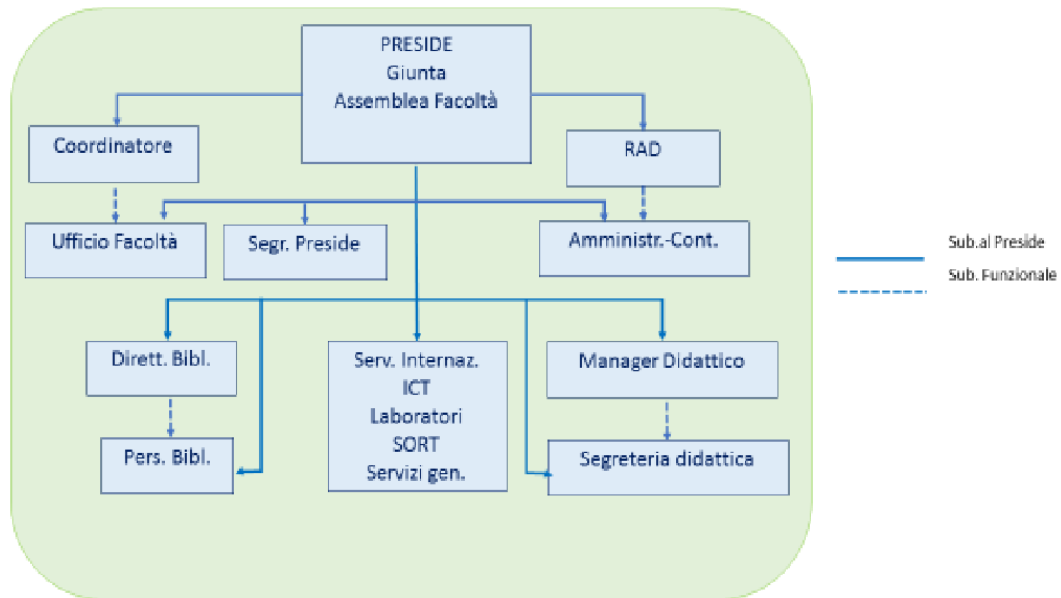 PRESIDE
Giunta
Assemblea Facoltà
Coordinatore
RAD
Ufficio Facoltà
Segr. Preside
Amministr.-Cont.
Sub.al Preside
Sub. Funzionale
Dirett. Bibl.
Serv. Internaz.
ICT
Laboratori
SORT
Servizi gen.
Manager Didattico
Pers. Bibl.
Segreteria didattica